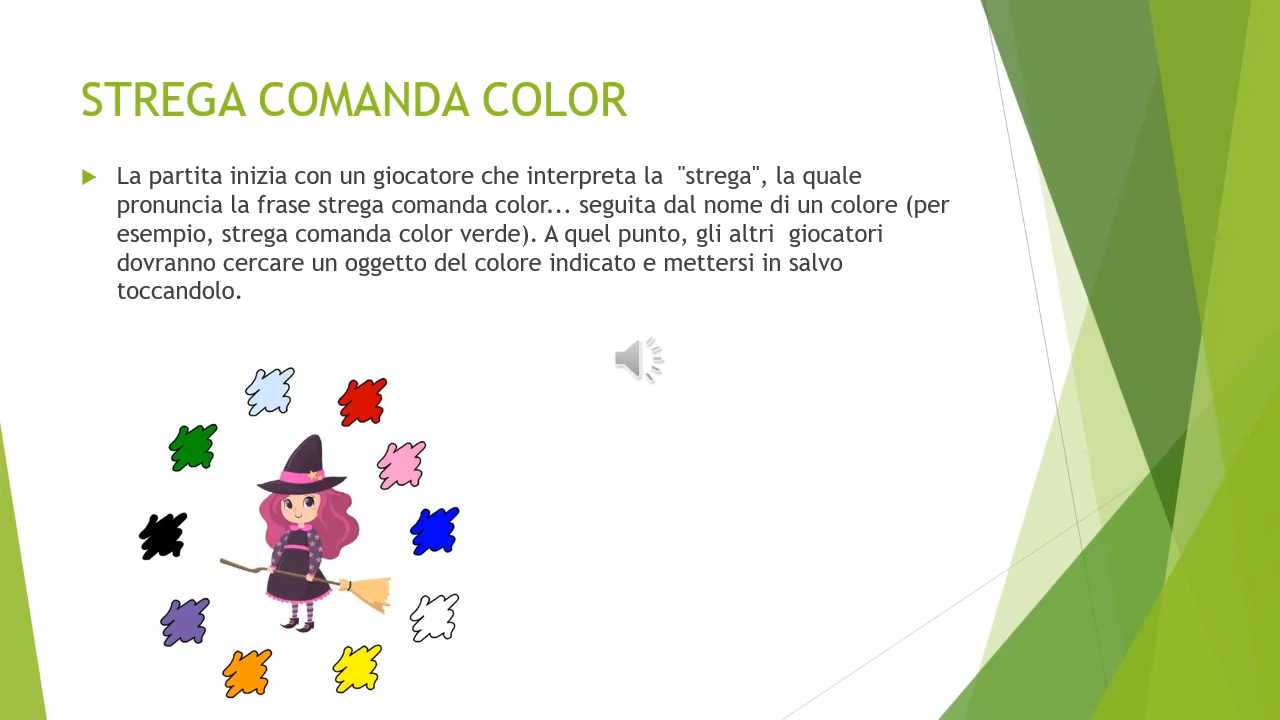 STREGA COMANDA COLOR
La partita inizia con un giocatore che interpreta la  "strega", la quale
pronuncia la frase strega comanda color... seguita dal nome di un colore (per
esempio, strega comanda color verde). A quel punto, gli altri  giocatori
dovranno cercare un oggetto del colore indicato e mettersi in salvo
toccandolo.